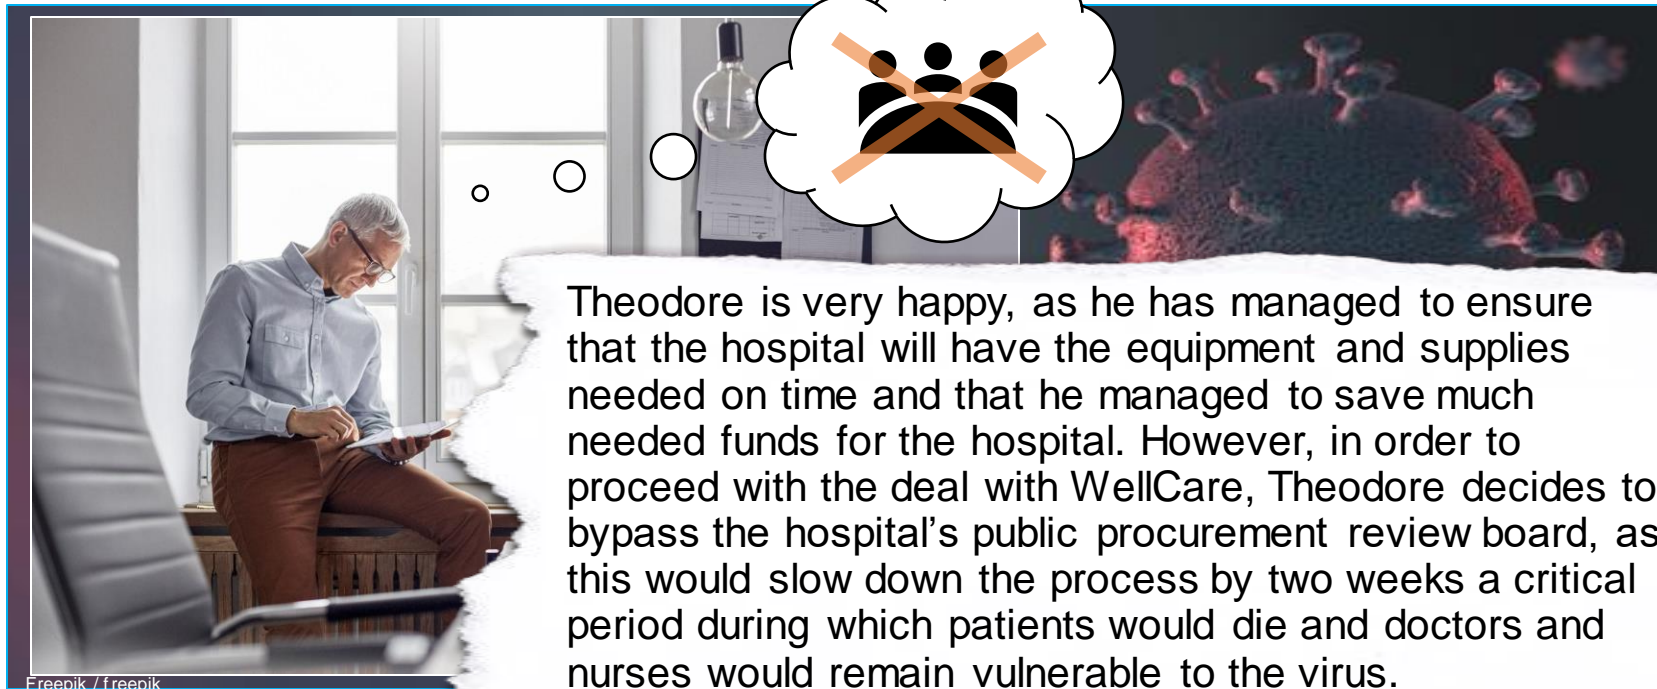 Theodore is very happy, as he has managed to ensure
that the hospital will have the equipment and supplies
needed on time and that he managed to save much
needed funds for the hospital. However, in order to
proceed with the deal with WellCare, Theodore decides to
bypass the hospital’s public procurement review board, as
this would slow down the process by two weeks a critical
period during which patients would die and doctors and
nurses would remain vulnerable to the virus.
Freepik / freepik